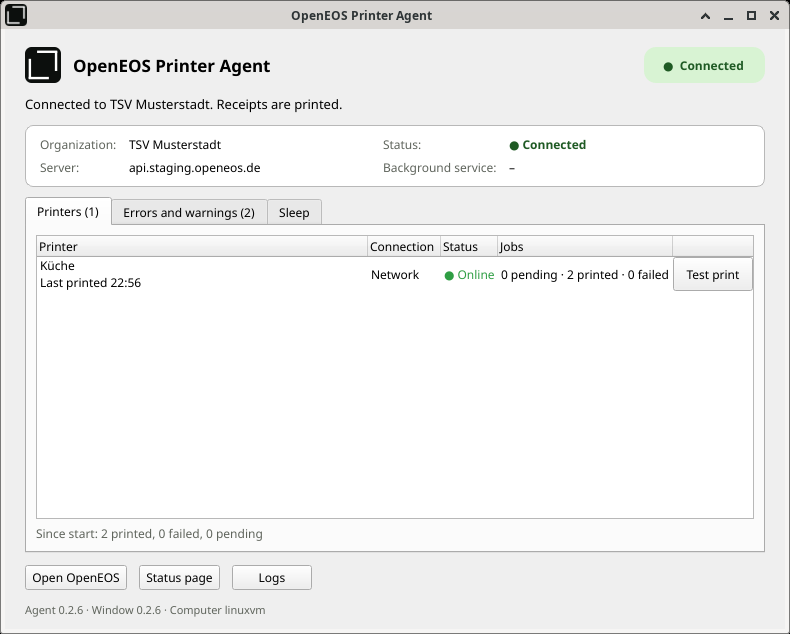 OpenEOS Printer Agent
OpenEOS Printer Agent
● Connected
Connected to TSV Musterstadt. Receipts are printed.
Organization: TSV Musterstadt Status: ● Connected
Server: api.staging.openeos.de Background service: –
Printers (1) Errors and warnings (2) Sleep
Printer Connection Status Jobs
Küche
Last printed 22:56
Network ● Online 0 pending · 2 printed · 0 failed Test print
Since start: 2 printed, 0 failed, 0 pending
Open OpenEOS Status page Logs
Agent 0.2.6 · Window 0.2.6 · Computer linuxvm